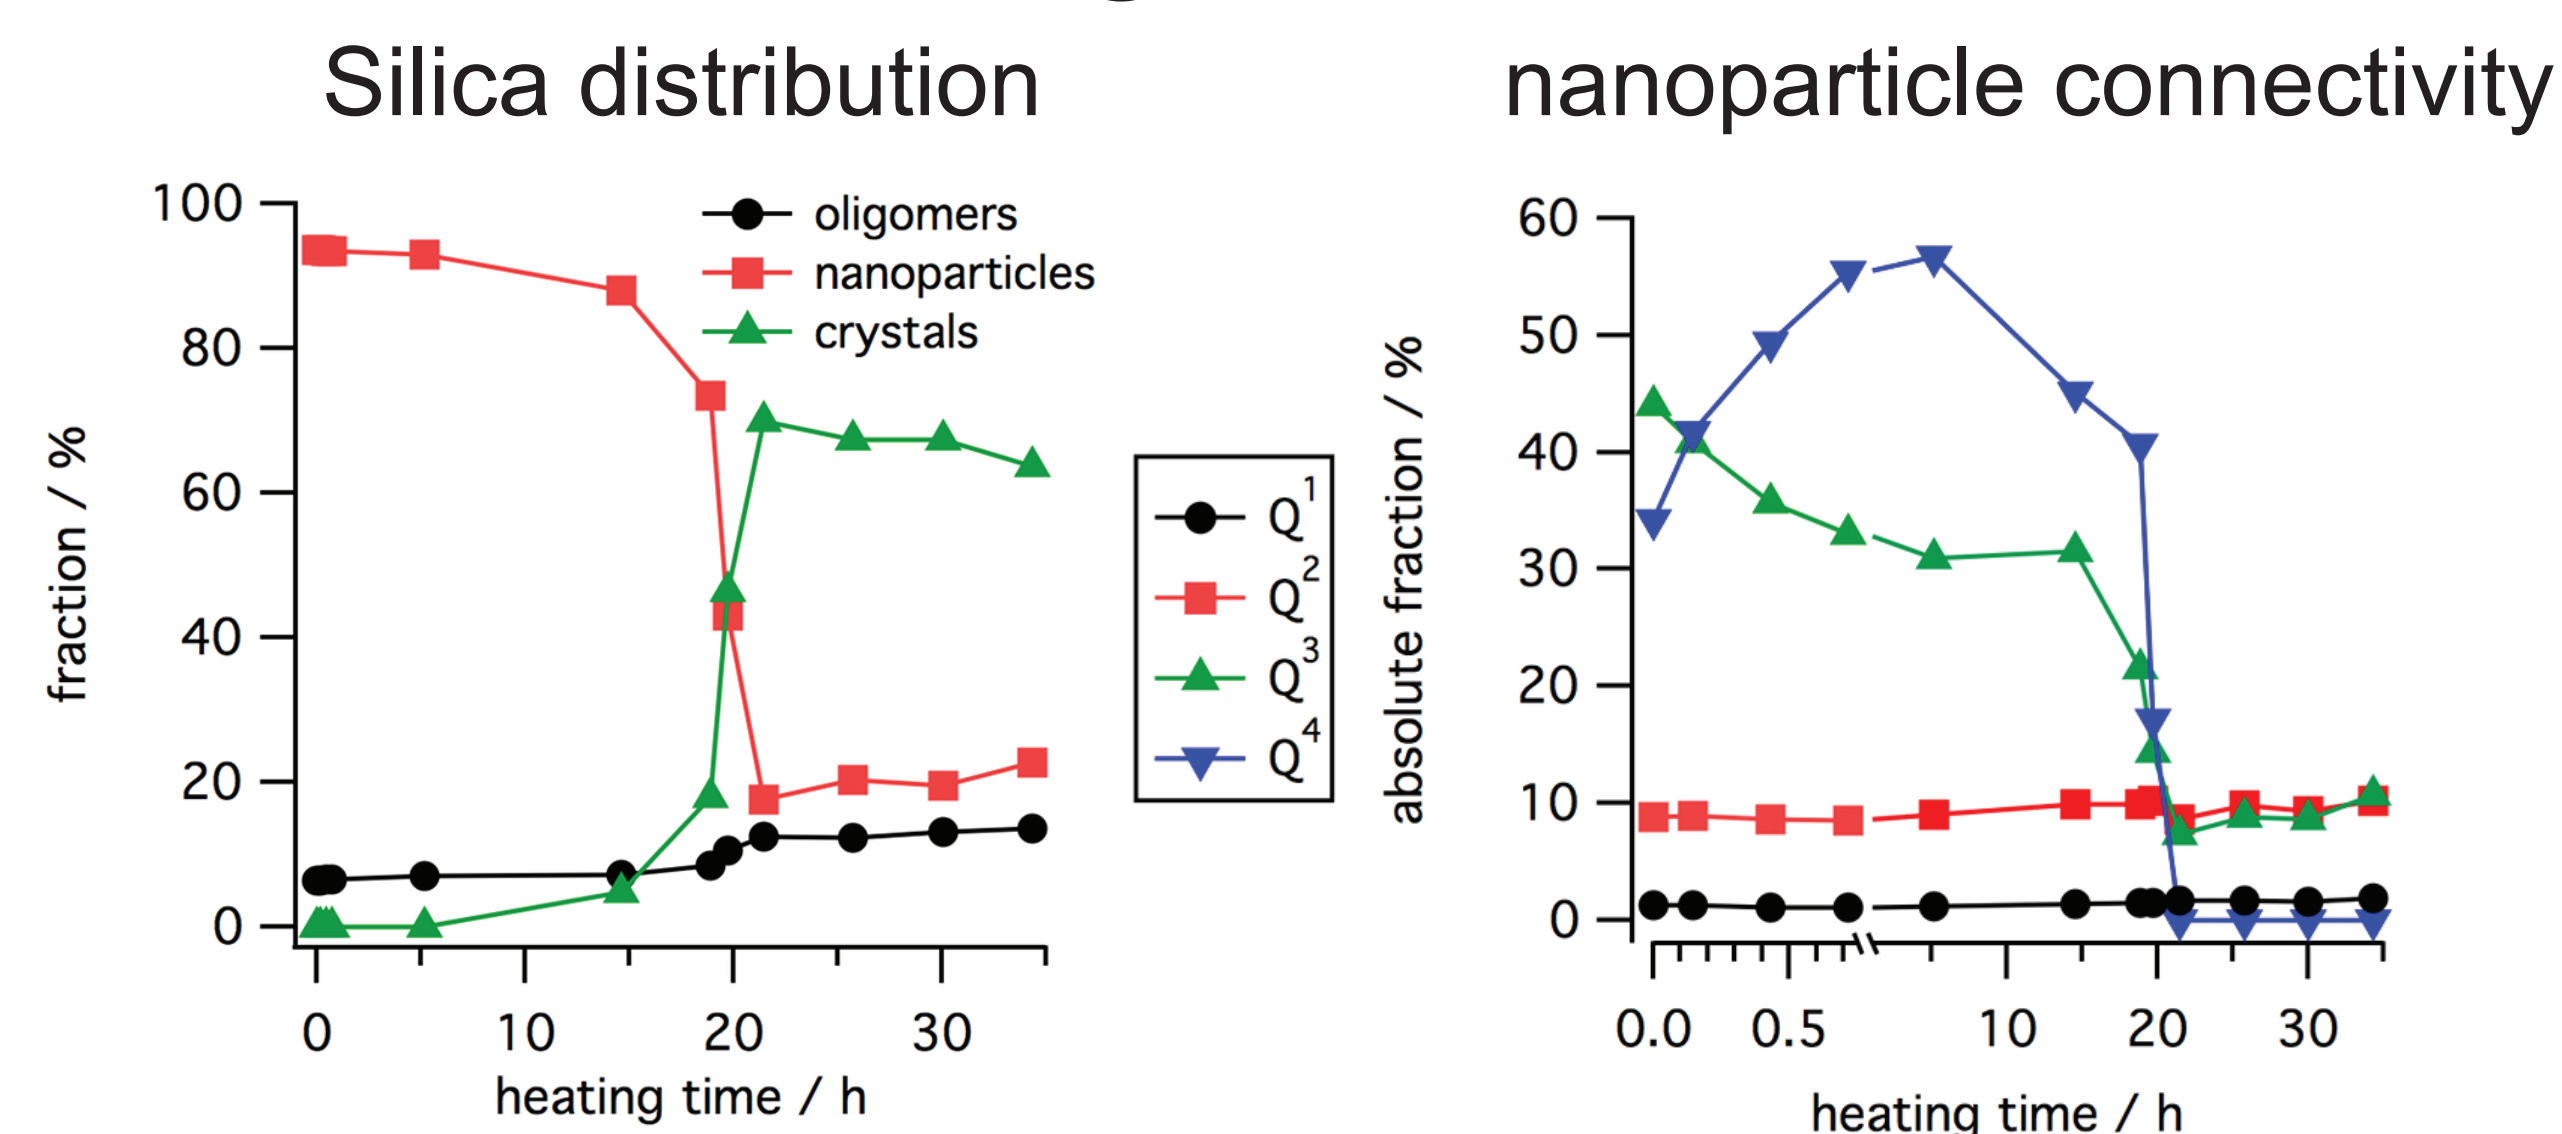 Silica distribution
100
80
60
40
20
0
fraction / %
oligomers
nanoparticles
crystals
0 10 20 30
heating time / h
Q1
Q2
Q3
Q4
nanoparticle connectivity
60
50
40
30
20
10
0
absolute fraction / %
0.0 0.5 10 20 30
heating time / h